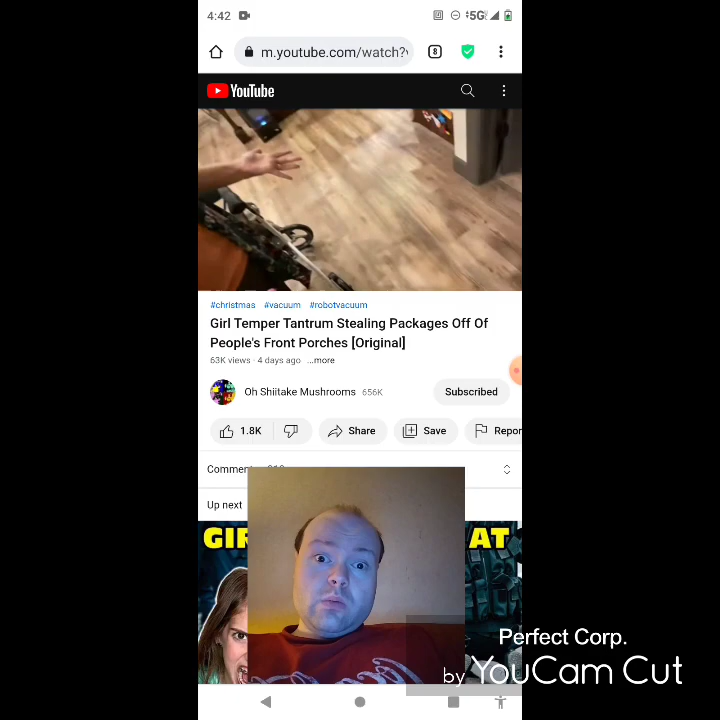 4:42 5G
m.youtube.com/watch?v 8
YouTube
#christmas #vacuum #robotvacuum
Girl Temper Tantrum Stealing Packages Off Of
People's Front Porches [Original]
63K views · 4 days ago ...more
Oh Shiitake Mushrooms 656K Subscribed
1.8K Share Save Repor
Commen
Up next
GIR AT
Perfect Corp.
by YouCam Cut